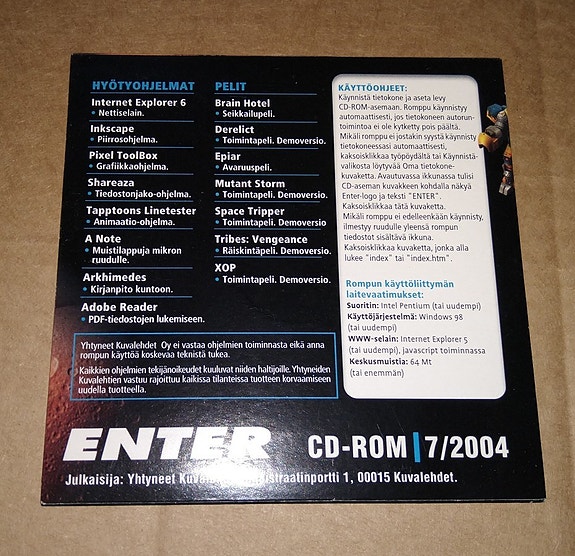 HYÖTYOHJELMAT
Internet Explorer 6
• Nettiselain.
Inkscape
• Piirrosohjelma.
Pixel ToolBox
• Grafiikkaohjelma.
Shareaza
• Tiedostonjako-ohjelma.
Tapptoons Linetester
• Animaatio-ohjelma.
A Note
• Muistilappuja mikron
ruudulle.
Arkhimedes
• Kirjanpito kuntoon.
Adobe Reader
• PDF-tiedostojen lukemiseen.
PELIT
Brain Hotel
• Seikkailupeli.
Derelict
• Toimintapeli. Demoversio.
Epiar
• Avaruuspeli.
Mutant Storm
• Toimintapeli. Demoversio.
Space Tripper
• Toimintapeli. Demoversio
Tribes: Vengeance
• Räiskintäpeli. Demoversio.
XOP
• Toimintapeli. Demoversio.
KÄYTTÖOHJEET:
Käynnistä tietokone ja aseta levy
CD-ROM-asemaan. Romppu käynnistyy
automaattisesti, jos tietokoneen autorun-
toimintoa ei ole kytketty pois päältä.
Mikäli romppu ei jostakin syystä käynnisty
tietokoneessasi automaattisesti,
kaksoisklikkaa työpöydältä tai Käynnistä-
valikosta löytyvää Oma tietokone-
kuvaketta. Avautuvassa ikkunassa tulisi
CD-aseman kuvakkeen kohdalla näkyä
Enter-logo ja teksti "ENTER".
Kaksoisklikkaa tätä kuvaketta.
Mikäli romppu ei edelleenkään käynnisty,
ilmestyy ruudulle yleensä rompun
tiedostot sisältävä ikkuna.
Kaksoisklikkaa kuvaketta, jonka alla
lukee "index" tai "index.htm".
Rompun käyttöliittymän
laitevaatimukset:
Suoritin: Intel Pentium (tai uudempi)
Käyttöjärjestelmä: Windows 98
(tai uudempi)
WWW-selain: Internet Explorer 5
(tai uudempi), javascript toiminnassa
Keskusmuistia: 64 Mt
(tai enemmän)
Yhtyneet Kuvalehdet Oy ei vastaa ohjelmien toiminnasta eikä anna
rompun käyttöä koskevaa teknistä tukea.
Kaikkien ohjelmien tekijänoikeudet kuuluvat niiden haltijoille. Yhtyneiden
Kuvalehtien vastuu rajoittuu kaikissa tilanteissa tuotteen korvaamiseen
uudella tuotteella.
ENTER CD-ROM | 7/2004
Julkaisija: Yhtyneet 1, 00015 Kuvalehdet.